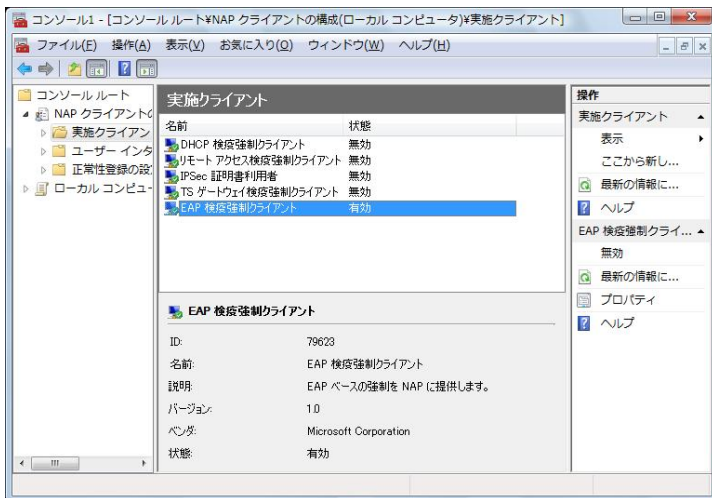 コンソール1 - [コンソール ルート¥NAP クライアントの構成(ローカル コンピュータ)¥実施クライアント]
ファイル(F) 操作(A) 表示(V) お気に入り(O) ウィンドウ(W) ヘルプ(H)
コンソール ルート
NAP クライアントの
実施クライアン
ユーザー インタ
正常性登録の設
ローカル コンピュー
実施クライアント
名前 状態
DHCP 検疫強制クライアント 無効
リモート アクセス検疫強制クライアント 無効
IPSec 証明書利用者 無効
TS ゲートウェイ検疫強制クライアント 無効
EAP 検疫強制クライアント 有効
EAP 検疫強制クライアント
ID: 79623
名前: EAP 検疫強制クライアント
説明: EAP ベースの強制を NAP に提供します。
バージョン: 1.0
ベンダ: Microsoft Corporation
状態: 有効
操作
実施クライアント
表示
ここから新し...
最新の情報に...
ヘルプ
EAP 検疫強制クライ...
無効
最新の情報に...
プロパティ
ヘルプ